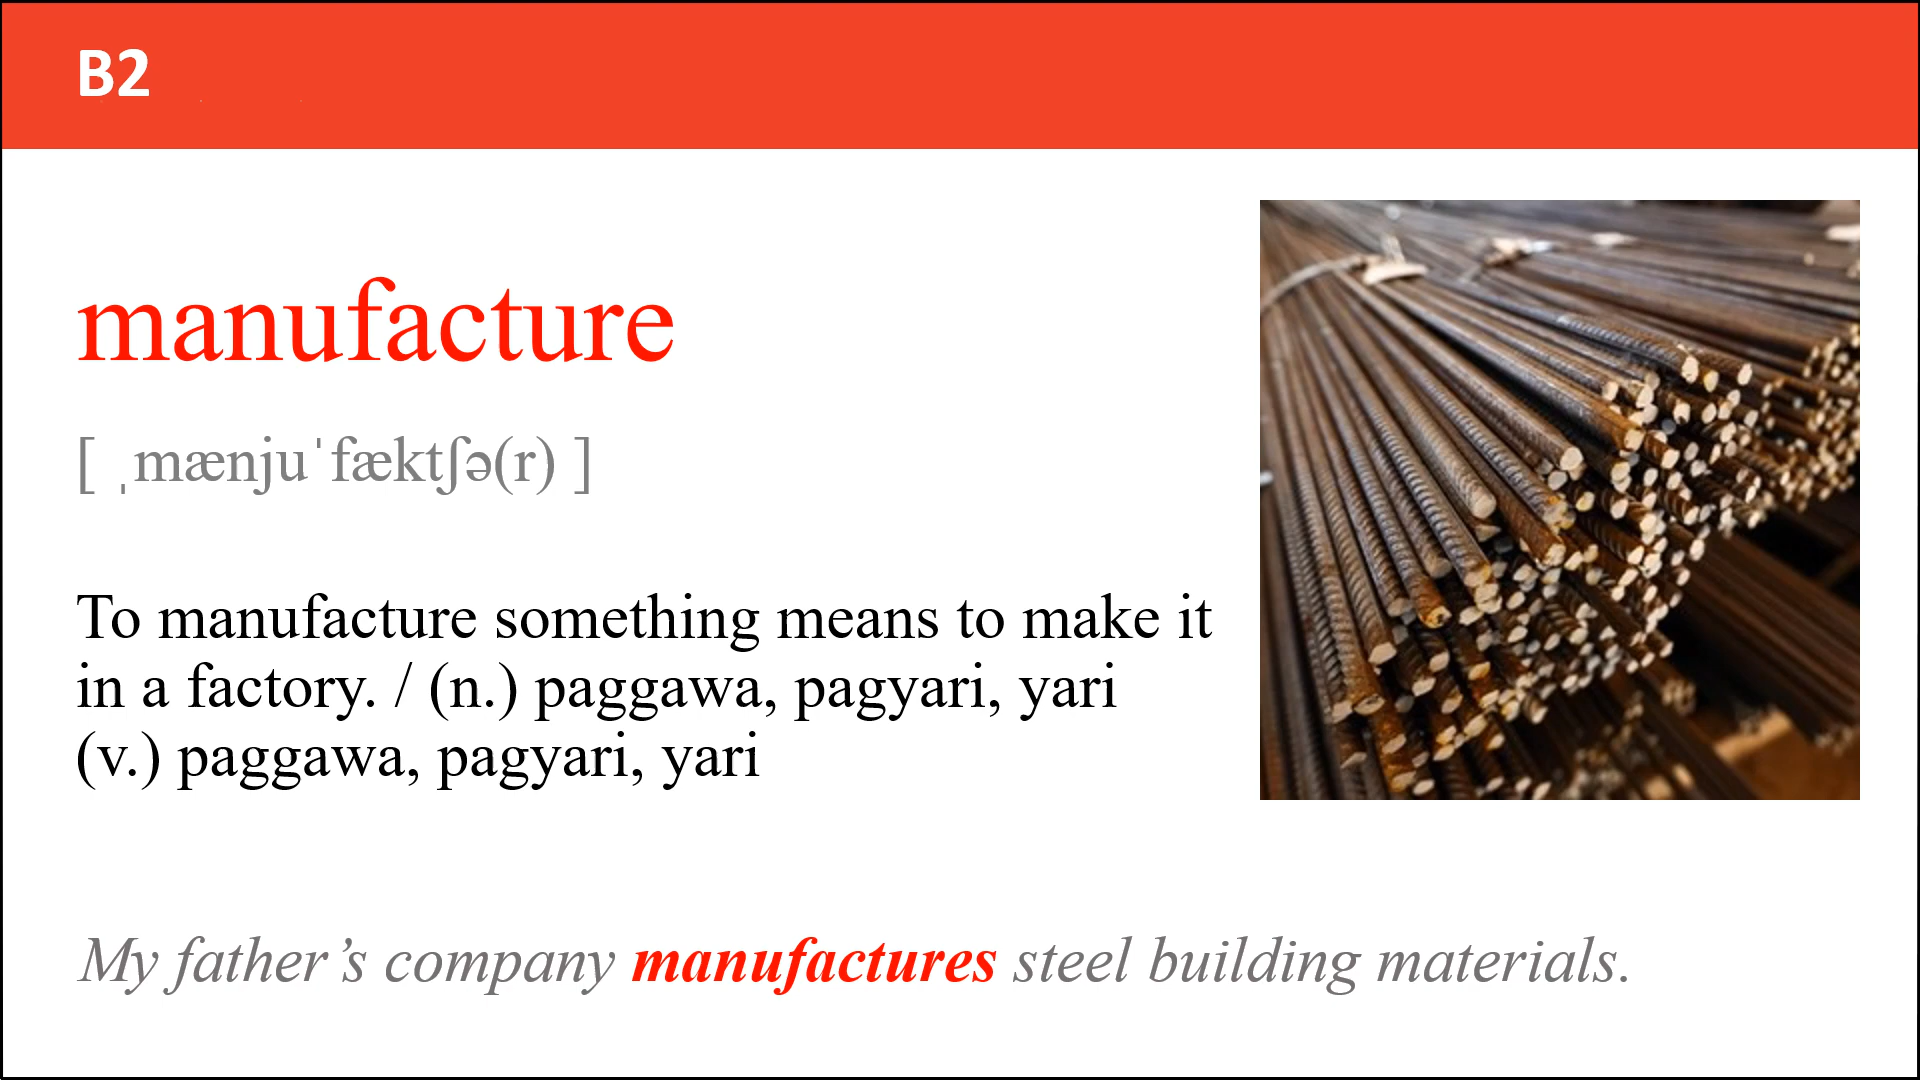 B2
manufacture
[ ˌmænjuˈfæktʃə(r) ]
To manufacture something means to make it
in a factory. / (n.) paggawa, pagyari, yari
(v.) paggawa, pagyari, yari
My father’s company manufactures steel building materials.